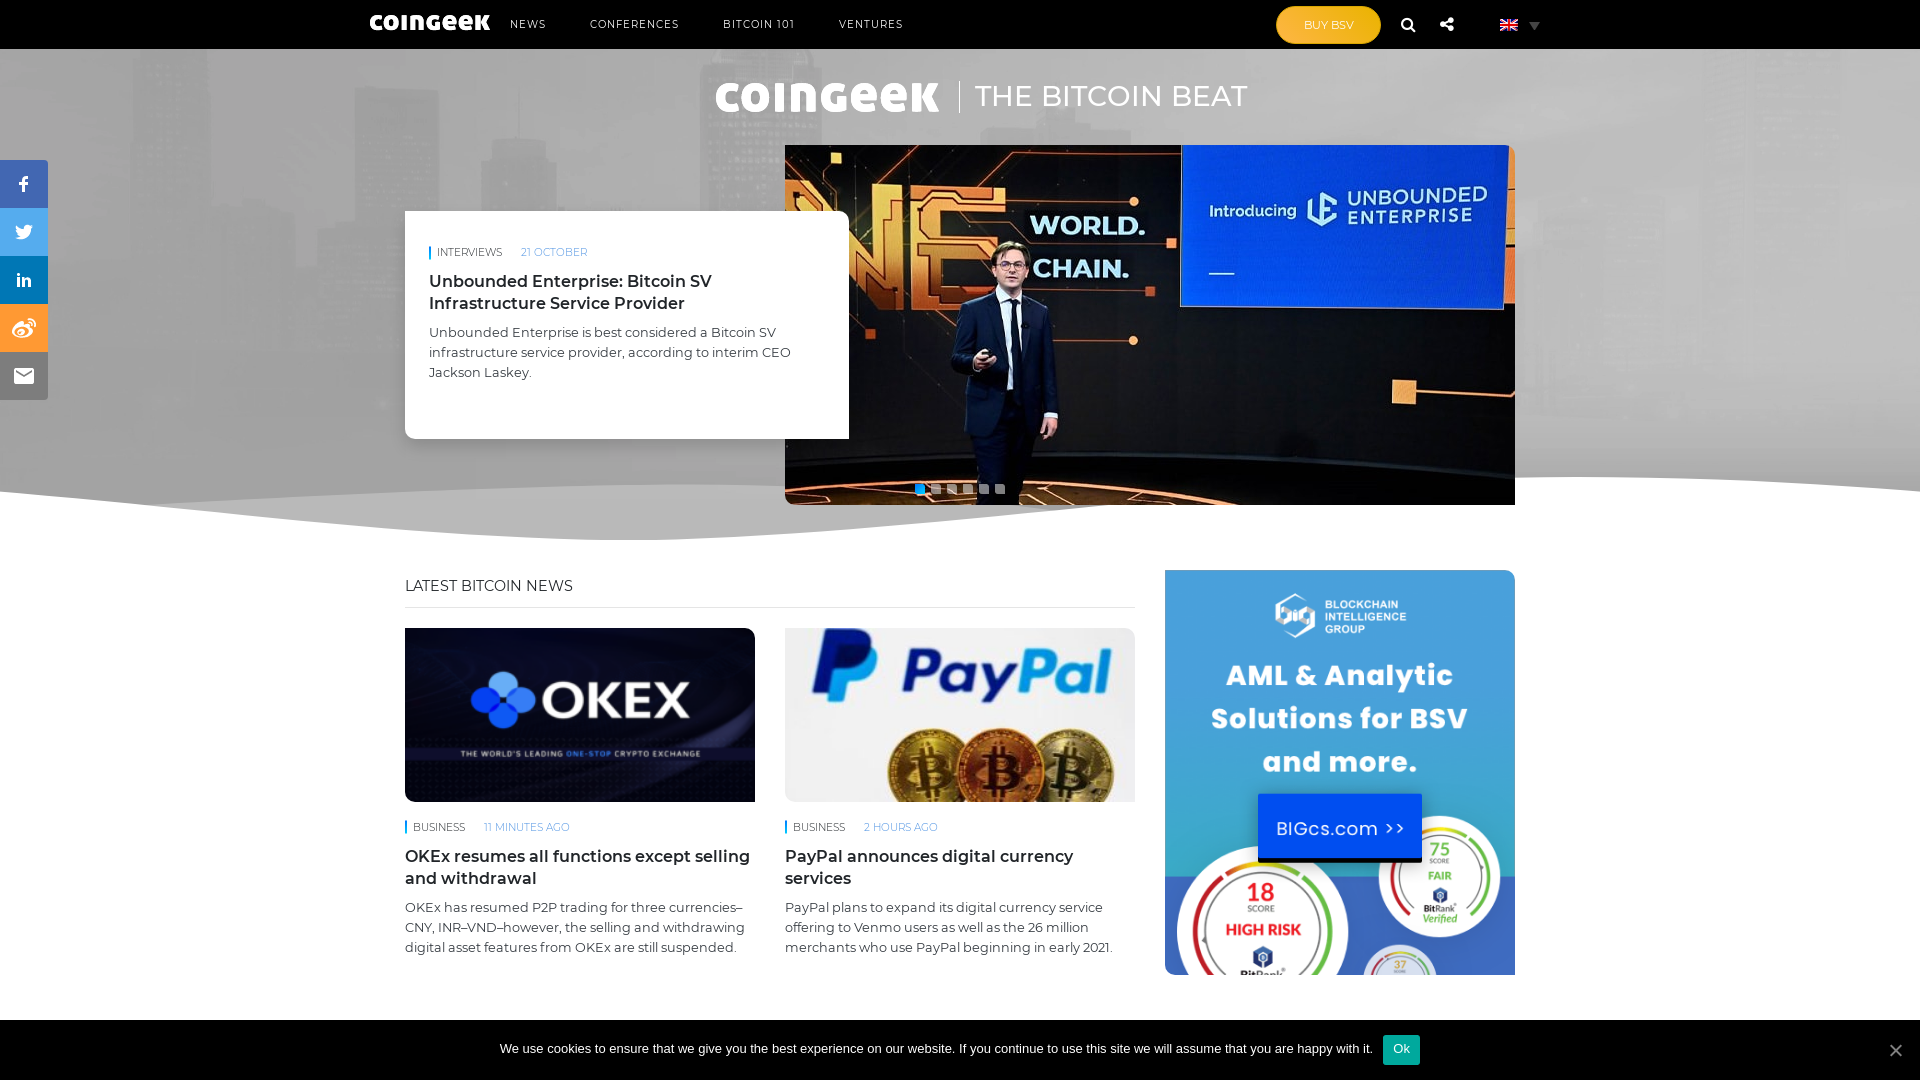 coingeek
NEWS
CONFERENCES
BITCOIN 101
VENTURES
BUY BSV
coingeek
THE BITCOIN BEAT
NE
WORLD.
CHAIN.
Introducing UNBOUNDED
ENTERPRISE
INTERVIEWS 21 OCTOBER
Unbounded Enterprise: Bitcoin SV
Infrastructure Service Provider
Unbounded Enterprise is best considered a Bitcoin SV
infrastructure service provider, according to interim CEO
Jackson Laskey.
LATEST BITCOIN NEWS
OKEX
THE WORLD'S LEADING ONE-STOP CRYPTO EXCHANGE
BUSINESS 11 MINUTES AGO
OKEx resumes all functions except selling
and withdrawal
OKEx has resumed P2P trading for three currencies–
CNY, INR–VND–however, the selling and withdrawing
digital asset features from OKEx are still suspended.
PayPal
BUSINESS 2 HOURS AGO
PayPal announces digital currency
services
PayPal plans to expand its digital currency service
offering to Venmo users as well as the 26 million
merchants who use PayPal beginning in early 2021.
big
BLOCKCHAIN
INTELLIGENCE
GROUP
AML & Analytic
Solutions for BSV
and more.
BIGcs.com >>
75
SCORE
FAIR
BitRank
Verified
18
SCORE
HIGH RISK
BitRank
37
SCORE
We use cookies to ensure that we give you the best experience on our website. If you continue to use this site we will assume that you are happy with it.
Ok